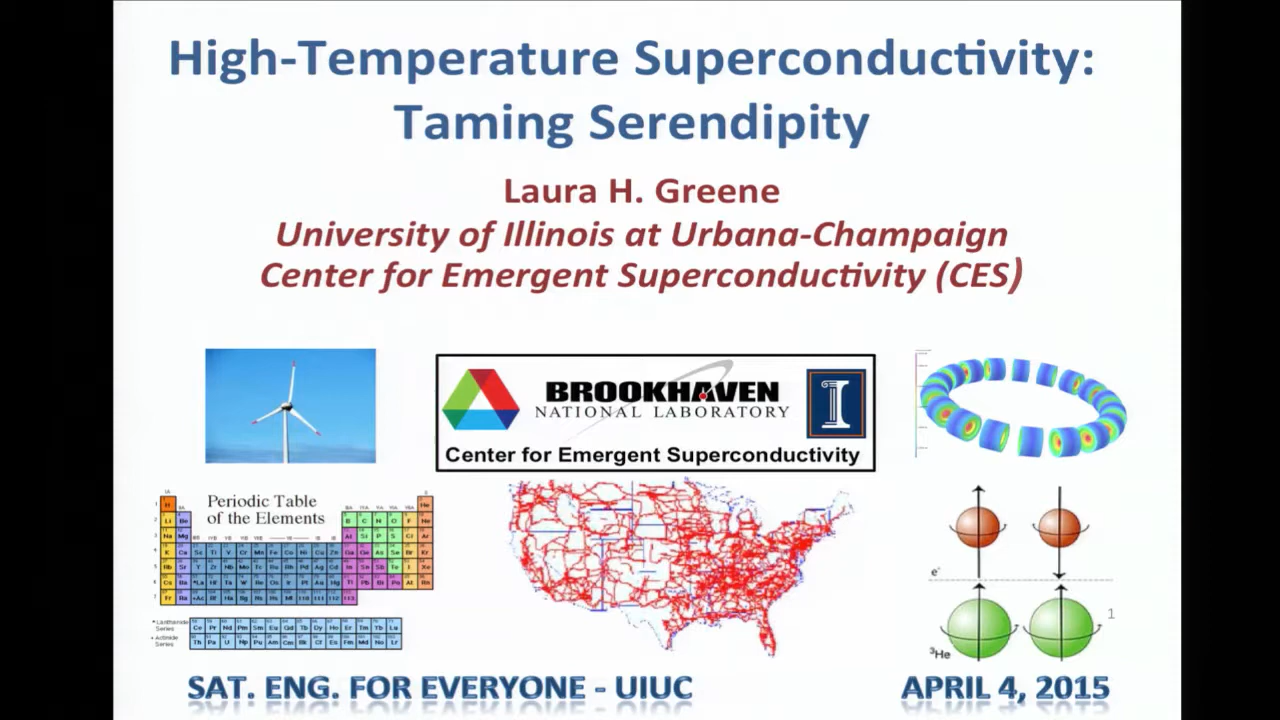 High-Temperature Superconductivity:
Taming Serendipity
Laura H. Greene
University of Illinois at Urbana-Champaign
Center for Emergent Superconductivity (CES)
BROOKHAVEN
NATIONAL LABORATORY
I
Center for Emergent Superconductivity
Periodic Table
of the Elements
e-
3He
1
SAT. ENG. FOR EVERYONE - UIUC
APRIL 4, 2015